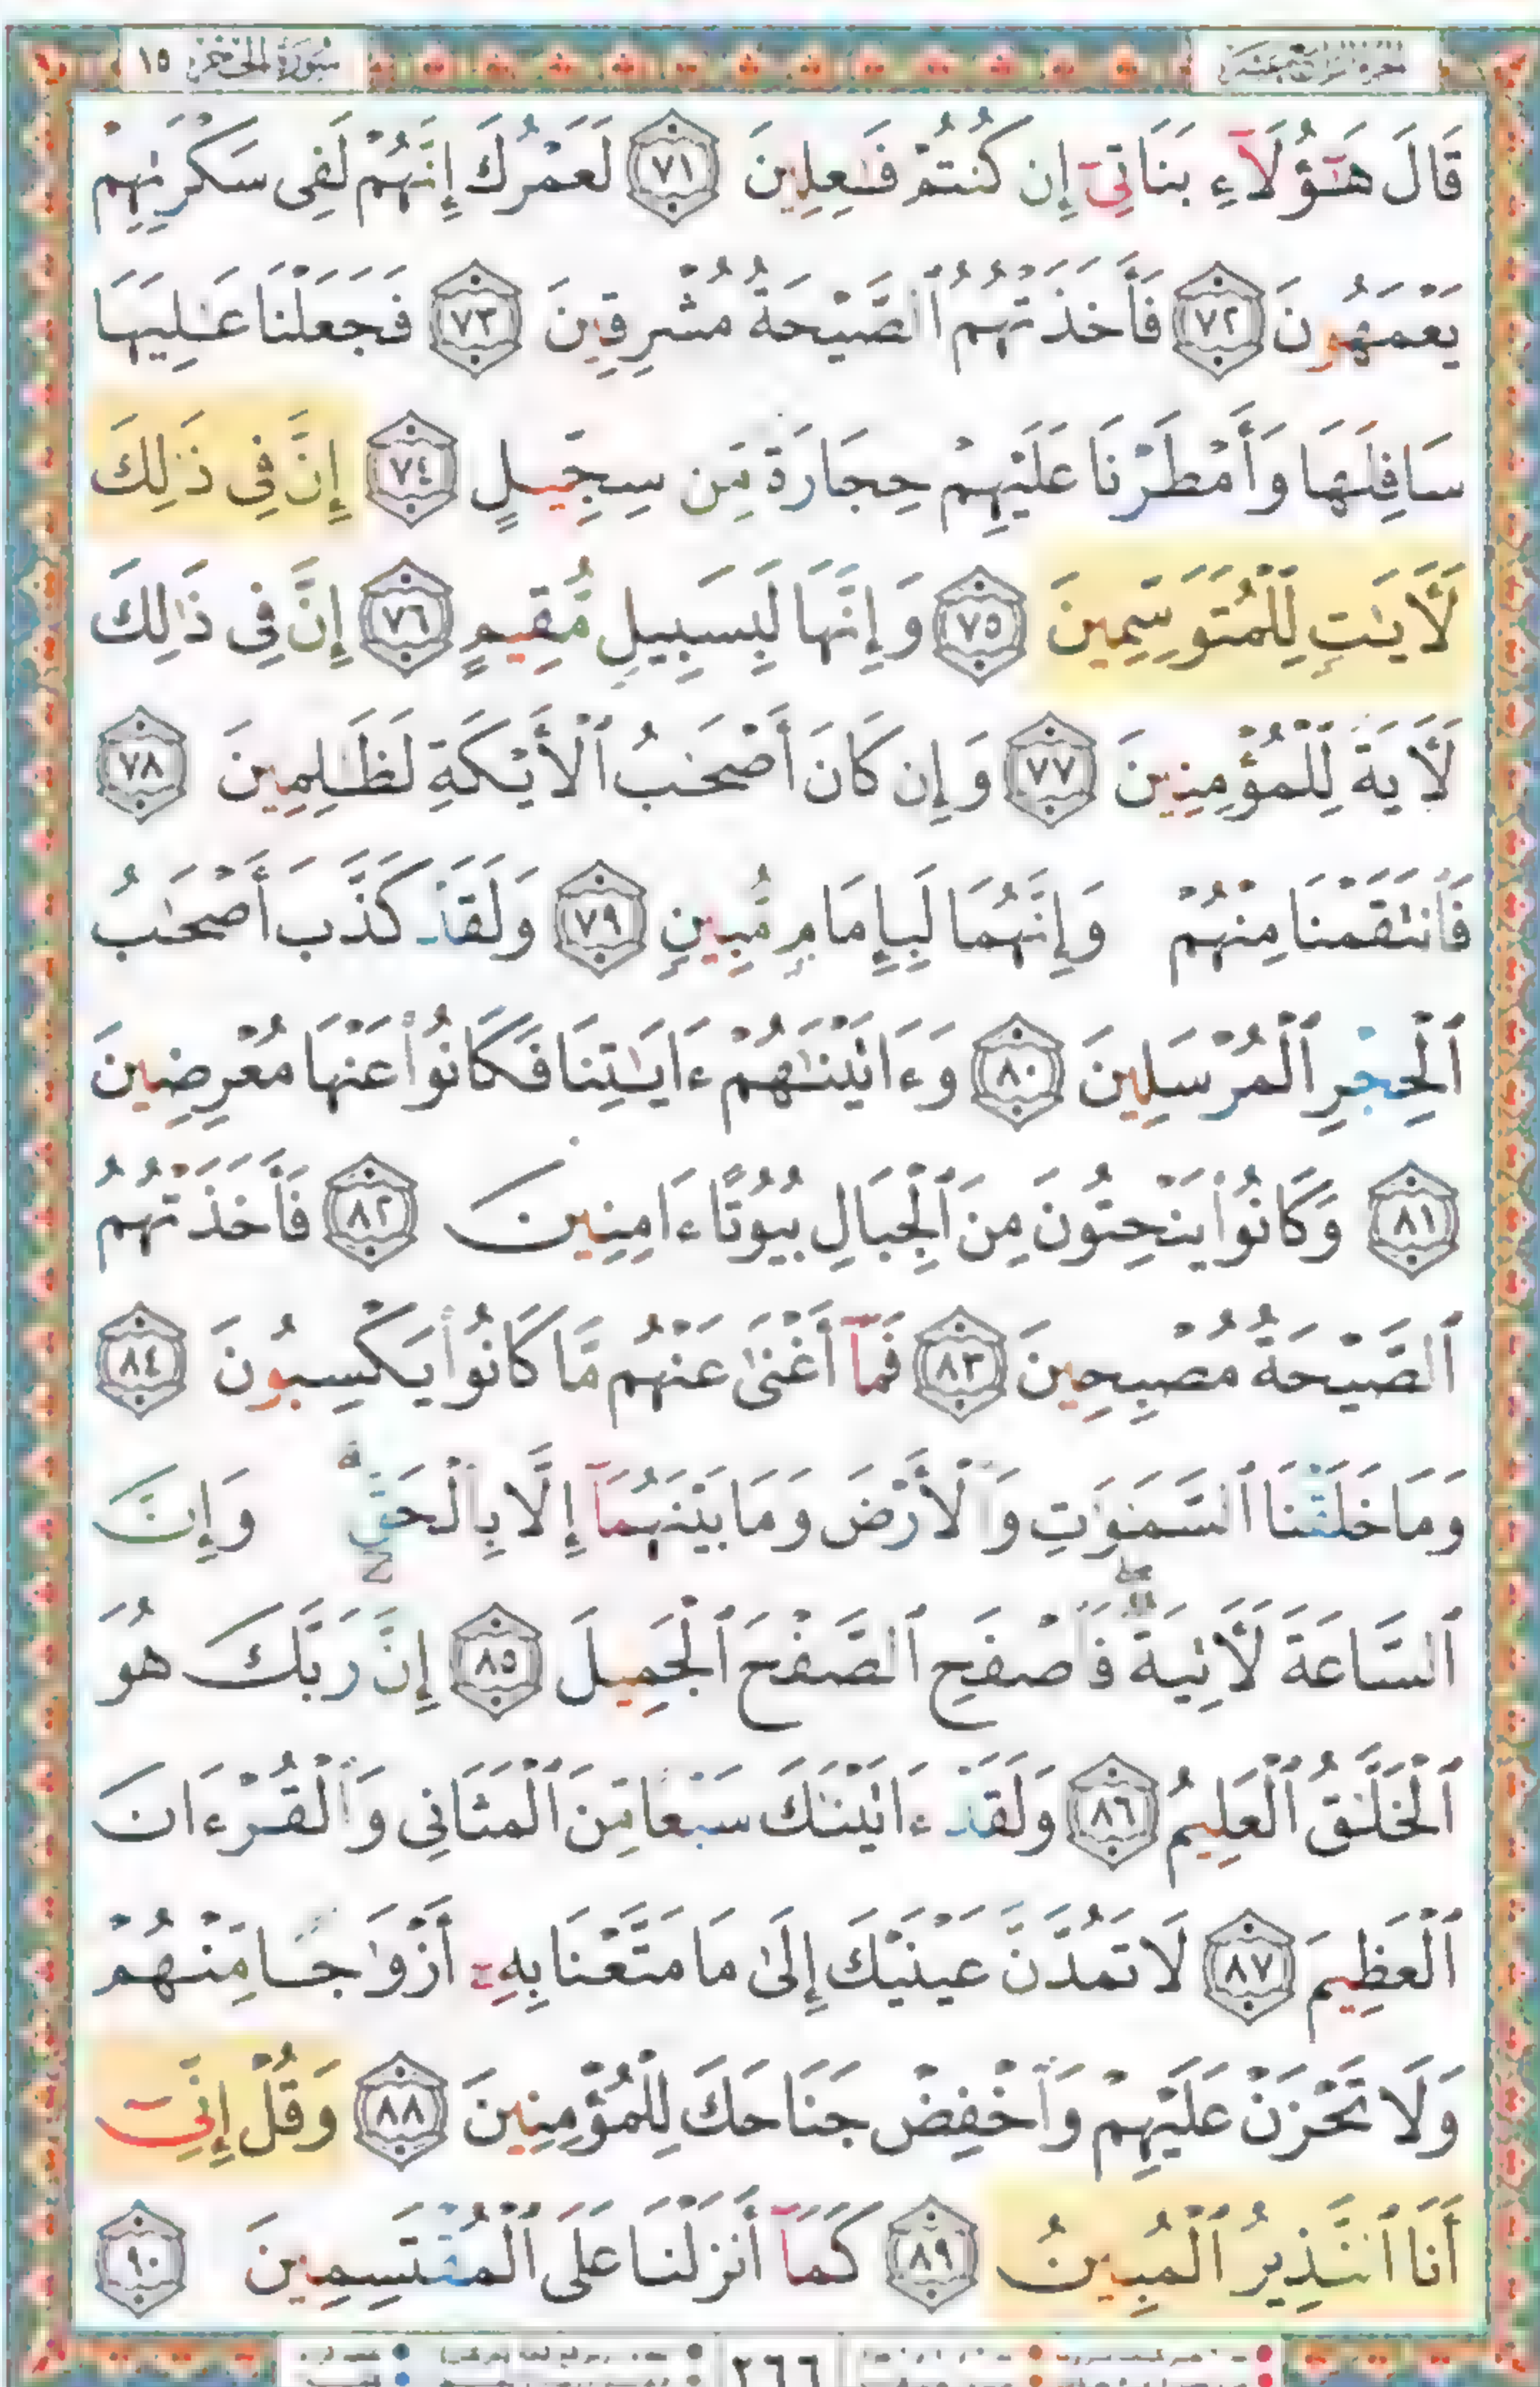 سُورَةُ الحِجْرِ ١٥
قَالَ هَٰٓؤُلَآءِ بَنَاتِىٓ إِن كُنتُمْ فَٰعِلِينَ ٧١ لَعَمْرُكَ إِنَّهُمْ لَفِى سَكْرَتِهِمْ
يَعْمَهُونَ ٧٢ فَأَخَذَتْهُمُ ٱلصَّيْحَةُ مُشْرِقِينَ ٧٣ فَجَعَلْنَا عَٰلِيَهَا
سَافِلَهَا وَأَمْطَرْنَا عَلَيْهِمْ حِجَارَةً مِّن سِجِّيلٍ ٧٤ إِنَّ فِى ذَٰلِكَ
لَأَيَٰتٍ لِّلْمُتَوَسِّمِينَ ٧٥ وَإِنَّهَا لَبِسَبِيلٍ مُّقِيمٍ ٧٦ إِنَّ فِى ذَٰلِكَ
لَأَيَةً لِّلْمُؤْمِنِينَ ٧٧ وَإِن كَانَ أَصْحَٰبُ ٱلْأَيْكَةِ لَظَٰلِمِينَ ٧٨
فَٱنتَقَمْنَا مِنْهُمْ وَإِنَّهُمَا لَبِإِمَامٍ مُّبِينٍ ٧٩ وَلَقَدْ كَذَّبَ أَصْحَٰبُ
ٱلْحِجْرِ ٱلْمُرْسَلِينَ ٨٠ وَءَاتَيْنَٰهُمْ ءَايَٰتِنَا فَكَانُوا۟ عَنْهَا مُعْرِضِينَ
٨١ وَكَانُوا۟ يَنْحِتُونَ مِنَ ٱلْجِبَالِ بُيُوتًا ءَامِنِينَ ٨٢ فَأَخَذَتْهُمُ
ٱلصَّيْحَةُ مُصْبِحِينَ ٨٣ فَمَآ أَغْنَىٰ عَنْهُم مَّا كَانُوا۟ يَكْسِبُونَ ٨٤
وَمَا خَلَقْنَا ٱلسَّمَٰوَٰتِ وَٱلْأَرْضَ وَمَا بَيْنَهُمَآ إِلَّا بِٱلْحَقِّ ۗ وَإِنَّ
ٱلسَّاعَةَ لَأَتِيَةٌ ۖ فَٱصْفَحِ ٱلصَّفْحَ ٱلْجَمِيلَ ٨٥ إِنَّ رَبَّكَ هُوَ
ٱلْخَلَّٰقُ ٱلْعَلِيمُ ٨٦ وَلَقَدْ ءَاتَيْنَٰكَ سَبْعًا مِّنَ ٱلْمَثَانِى وَٱلْقُرْءَانَ
ٱلْعَظِيمَ ٨٧ لَا تَمُدَّنَّ عَيْنَيْكَ إِلَىٰ مَا مَتَّعْنَا بِهِۦٓ أَزْوَٰجًا مِّنْهُمْ
وَلَا تَحْزَنْ عَلَيْهِمْ وَٱخْفِضْ جَنَاحَكَ لِلْمُؤْمِنِينَ ٨٨ وَقُلْ إِنِّىٓ
أَنَا ٱلنَّذِيرُ ٱلْمُبِينُ ٨٩ كَمَآ أَنزَلْنَا عَلَى ٱلْمُقْتَسِمِينَ ٩٠
٢٦٦